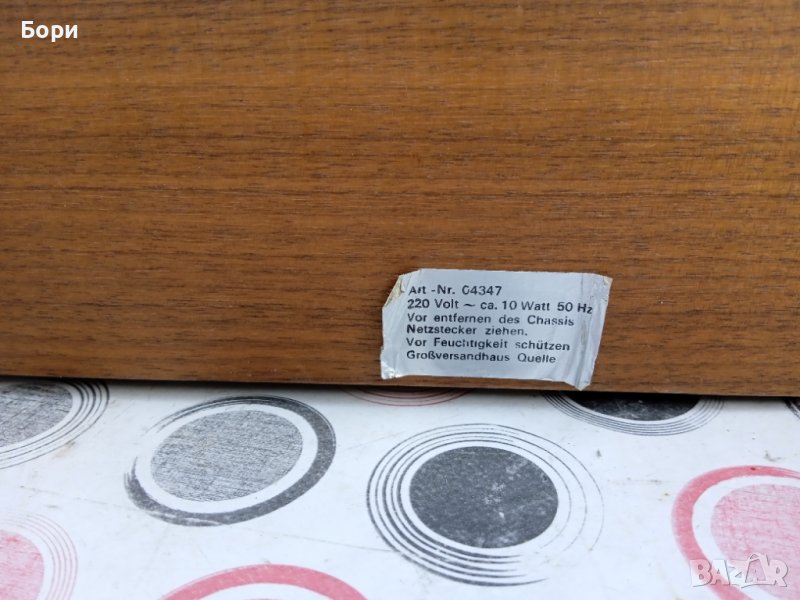 Бори
Art.-Nr. 04347
220 Volt ~ ca. 10 Watt 50 Hz
Vor entfernen des Chassis
Netzstecker ziehen.
Vor Feuchtigkeit schützen
Großversandhaus Quelle
BAZAR